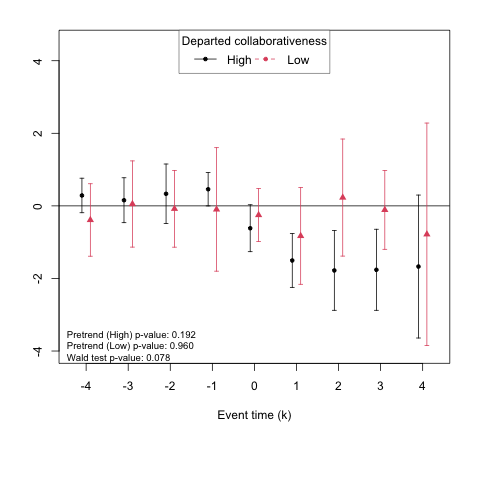 Departed collaborativeness
High Low
4
2
0
-2
-4
Pretrend (High) p-value: 0.192
Pretrend (Low) p-value: 0.960
Wald test p-value: 0.078
-4 -3 -2 -1 0 1 2 3 4
Event time (k)